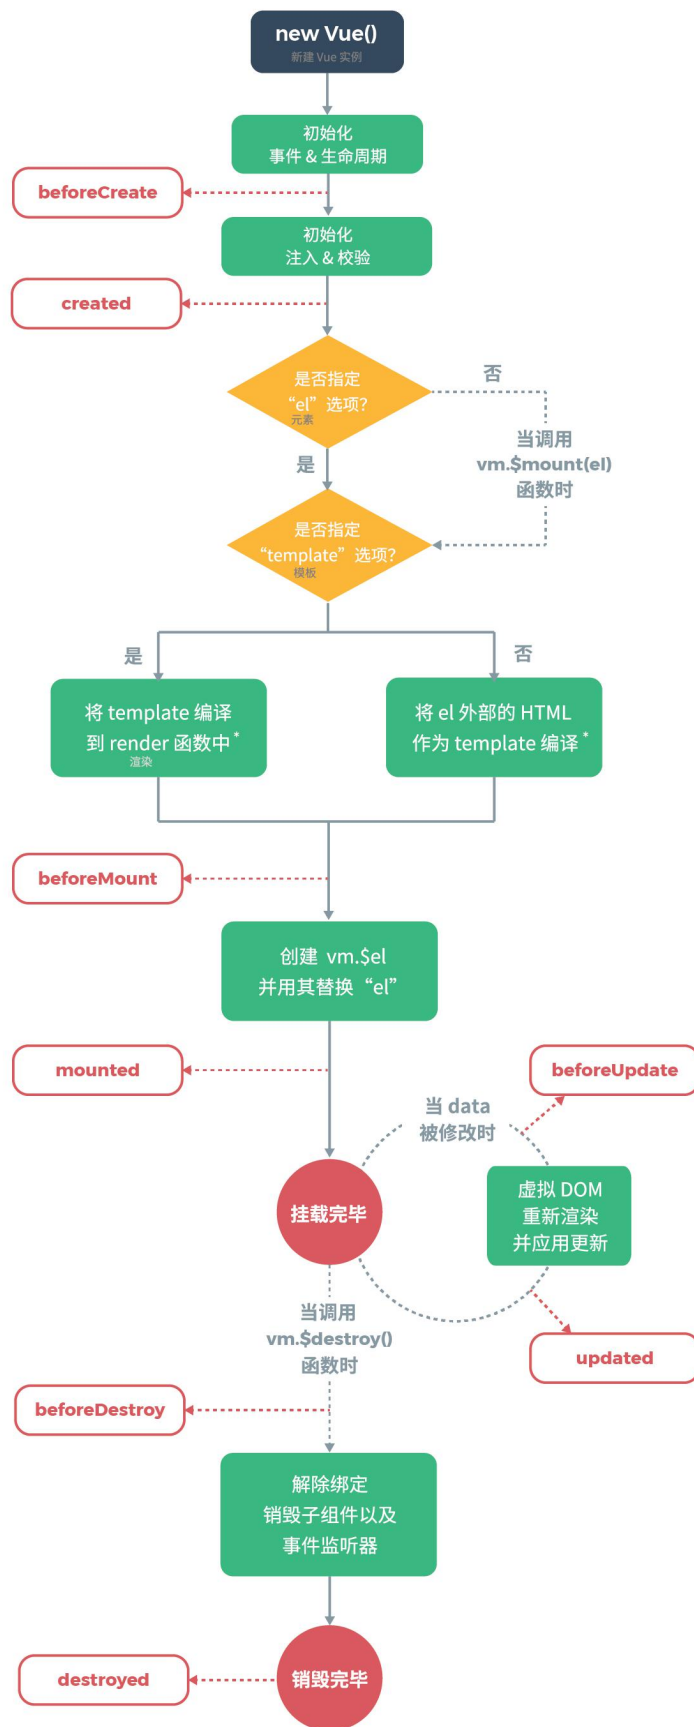 new Vue()
新建 Vue 实例
初始化
事件 & 生命周期
beforeCreate
初始化
注入 & 校验
created
是否指定
“el”选项?
元素
否
当调用
vm.$mount(el)
函数时
是
是否指定
“template”选项?
模板
是
否
将 template 编译
到 render 函数中*
渲染
将 el 外部的 HTML
作为 template 编译*
beforeMount
创建 vm.$el
并用其替换“el”
mounted
beforeUpdate
当 data
被修改时
挂载完毕
虚拟 DOM
重新渲染
并应用更新
当调用
vm.$destroy()
函数时
updated
beforeDestroy
解除绑定
销毁子组件以及
事件监听器
destroyed
销毁完毕